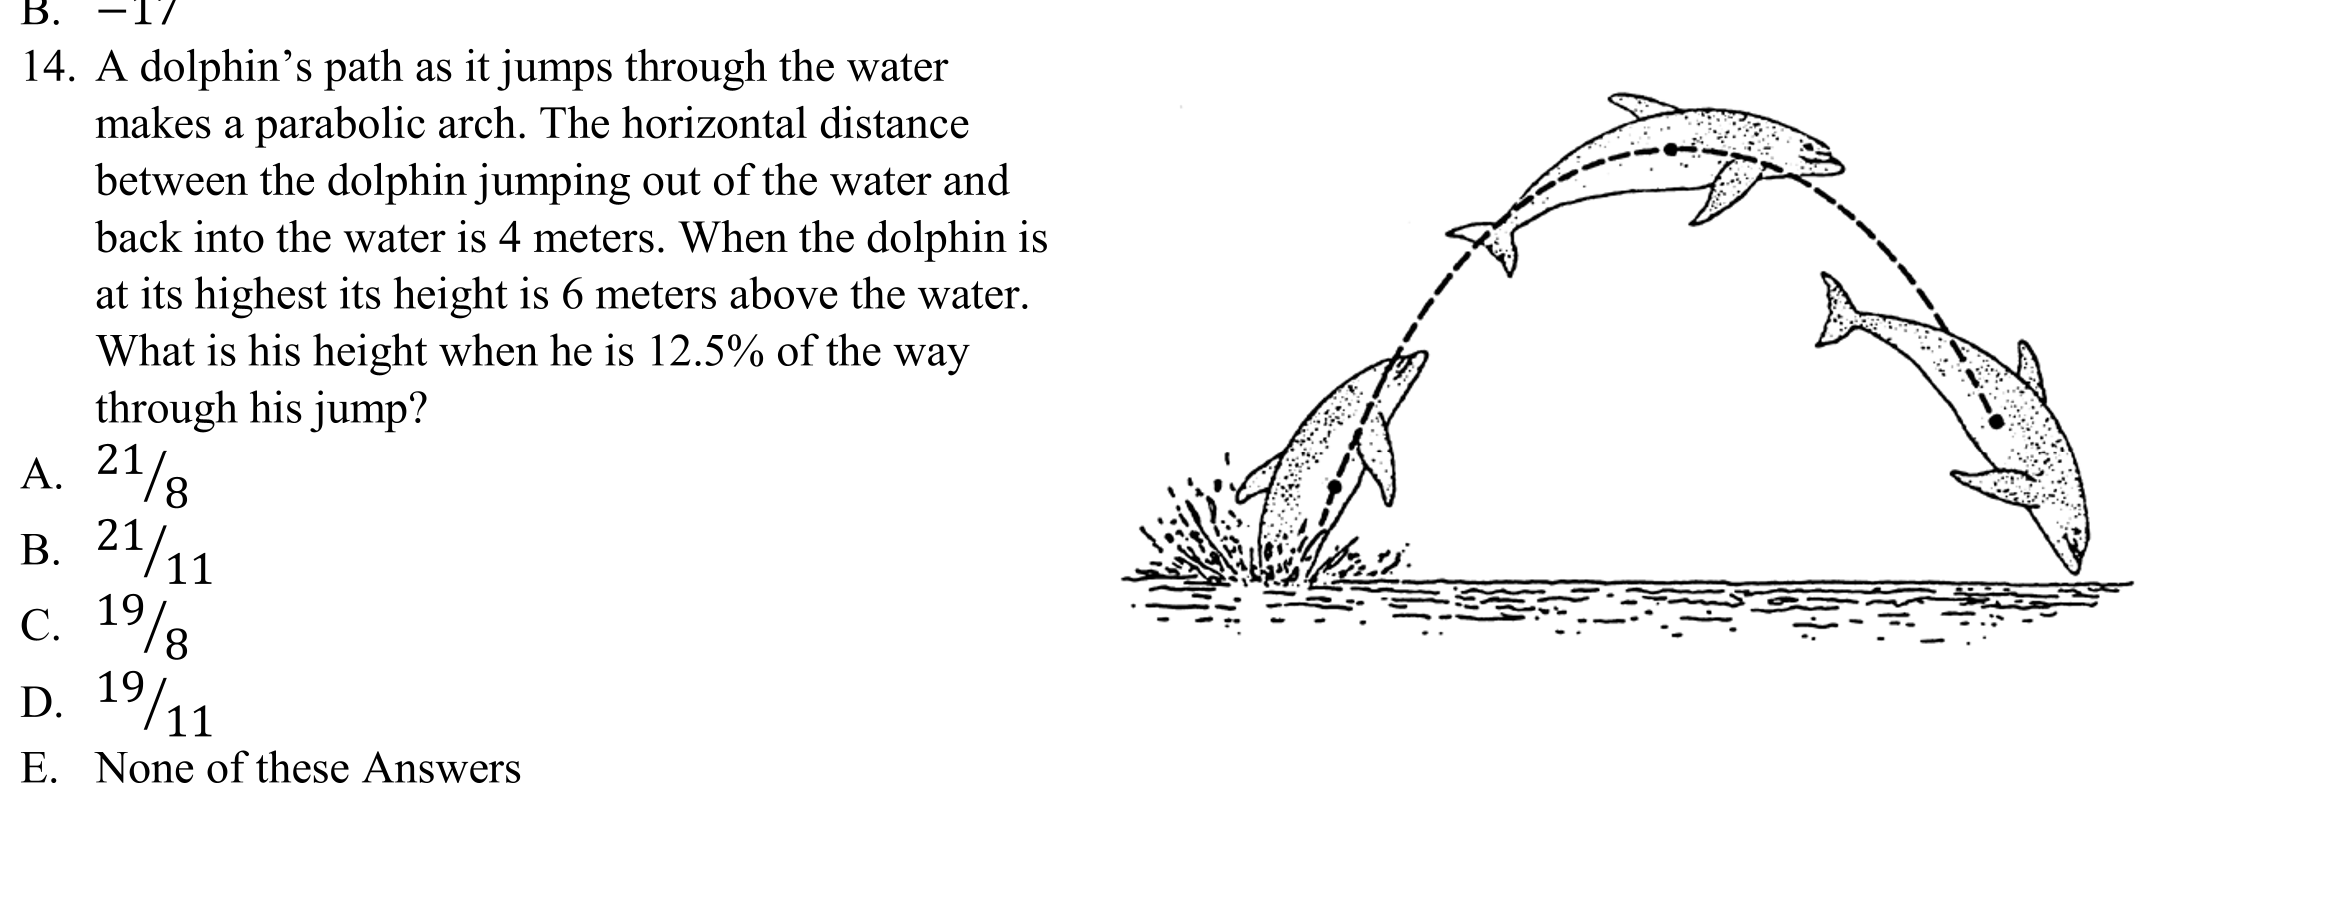 B. −17
14. A dolphin’s path as it jumps through the water
makes a parabolic arch. The horizontal distance
between the dolphin jumping out of the water and
back into the water is 4 meters. When the dolphin is
at its highest its height is 6 meters above the water.
What is his height when he is 12.5% of the way
through his jump?
A. 21/8
B. 21/11
C. 19/8
D. 19/11
E. None of these Answers